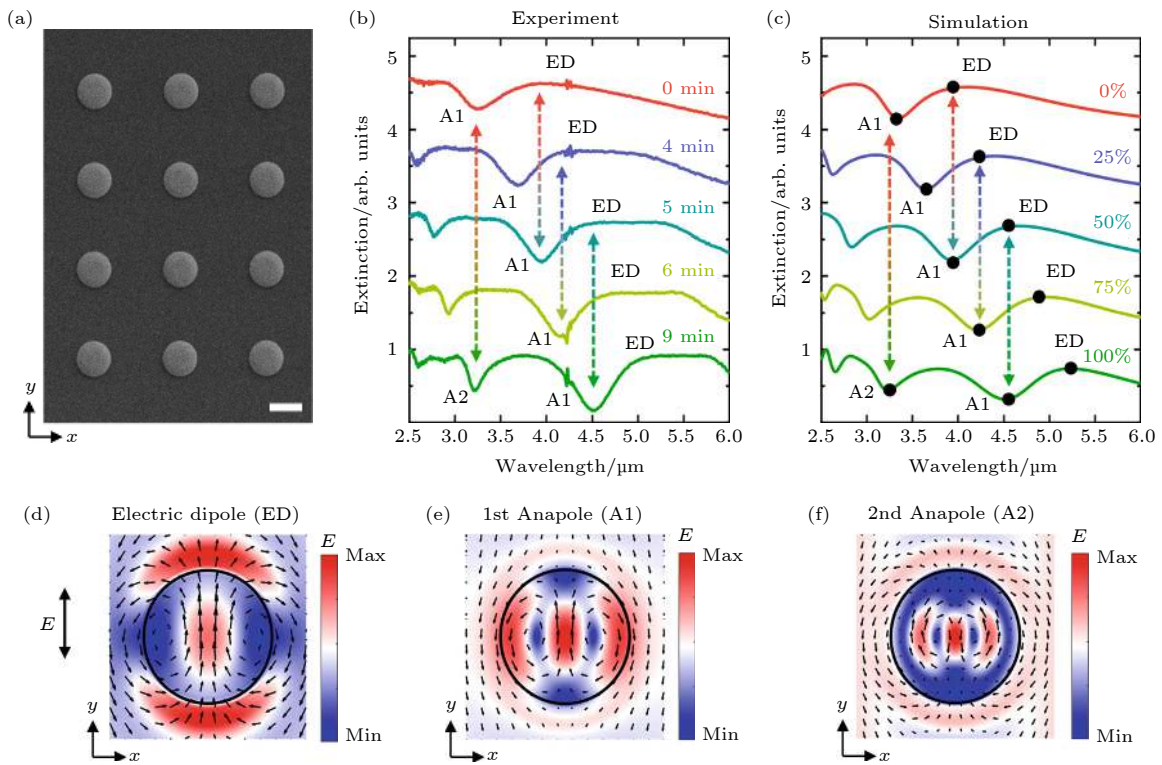 (a)
y
x
(b)
Experiment
Extinction/arb. units
5
4
3
2
1
ED
0 min
A1
ED
4 min
A1
ED
5 min
A1
ED
6 min
A1
ED
9 min
A2
A1
2.5 3.0 3.5 4.0 4.5 5.0 5.5 6.0
Wavelength/µm
(c)
Simulation
Extinction/arb. units
5
4
3
2
1
ED
0%
A1
ED
25%
A1
ED
50%
A1
ED
75%
A1
ED
100%
A2
A1
2.5 3.0 3.5 4.0 4.5 5.0 5.5 6.0
Wavelength/µm
(d)
Electric dipole (ED)
E
Max
E
Min
y
x
(e)
1st Anapole (A1)
E
Max
Min
y
x
(f)
2nd Anapole (A2)
E
Max
Min
y
x